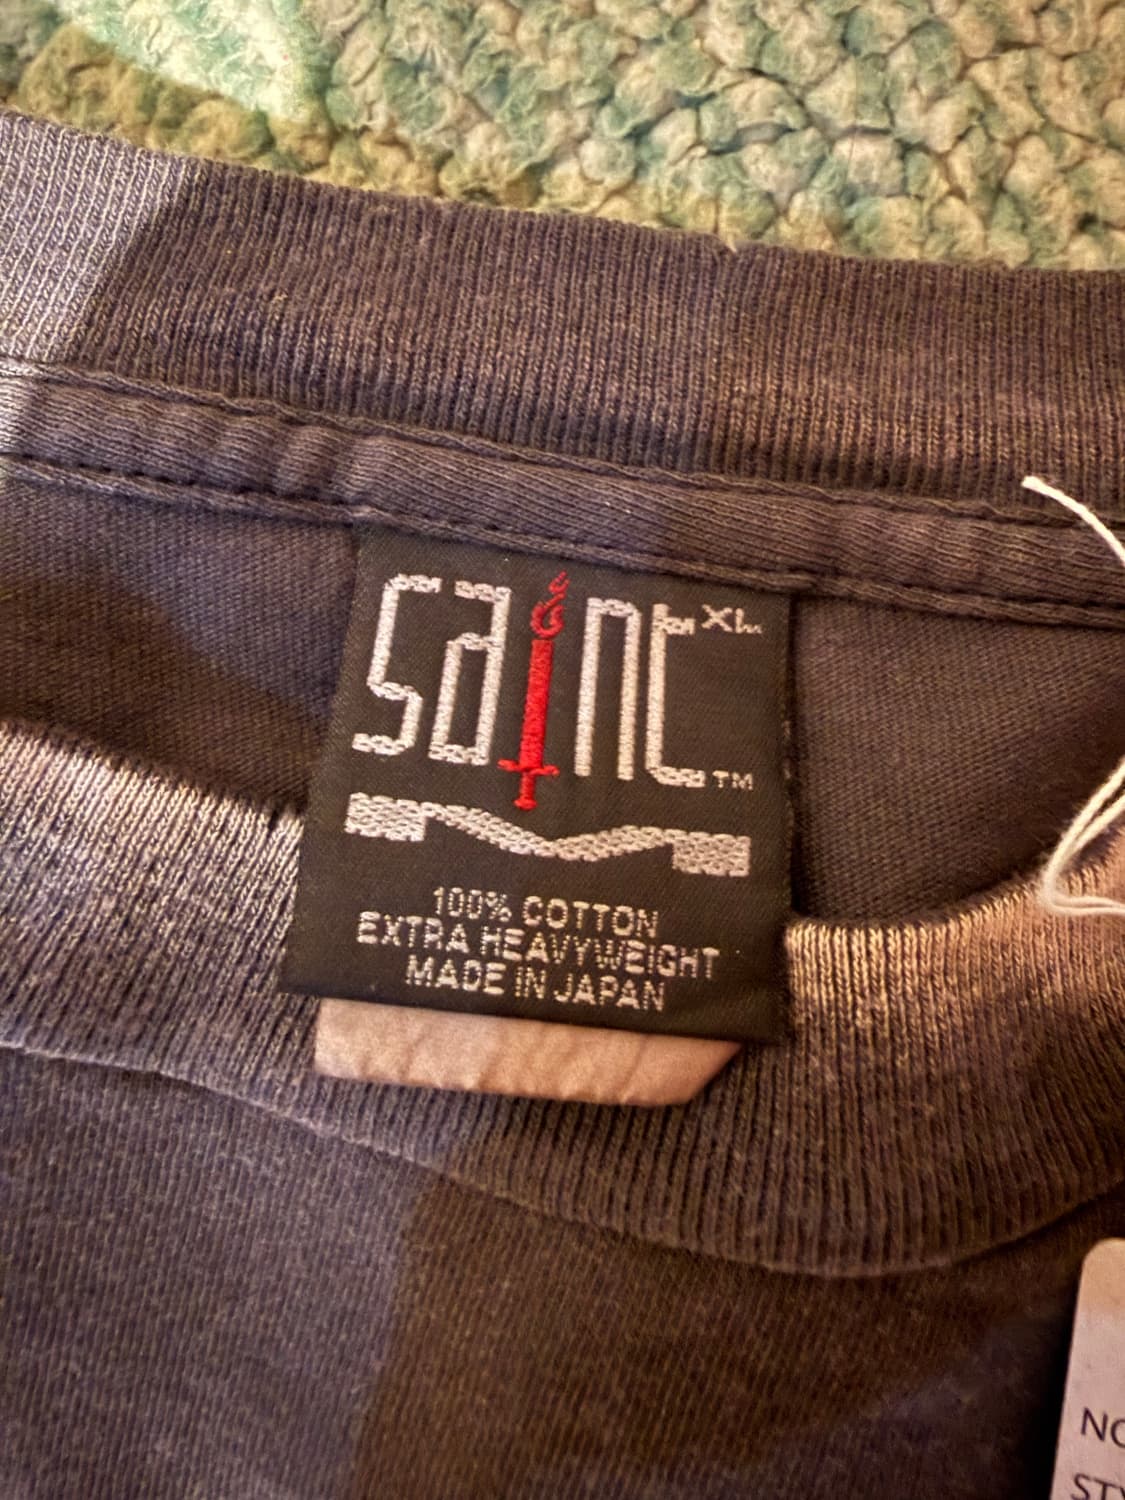 saint XL
TM
100% COTTON
EXTRA HEAVYWEIGHT
MADE IN JAPAN